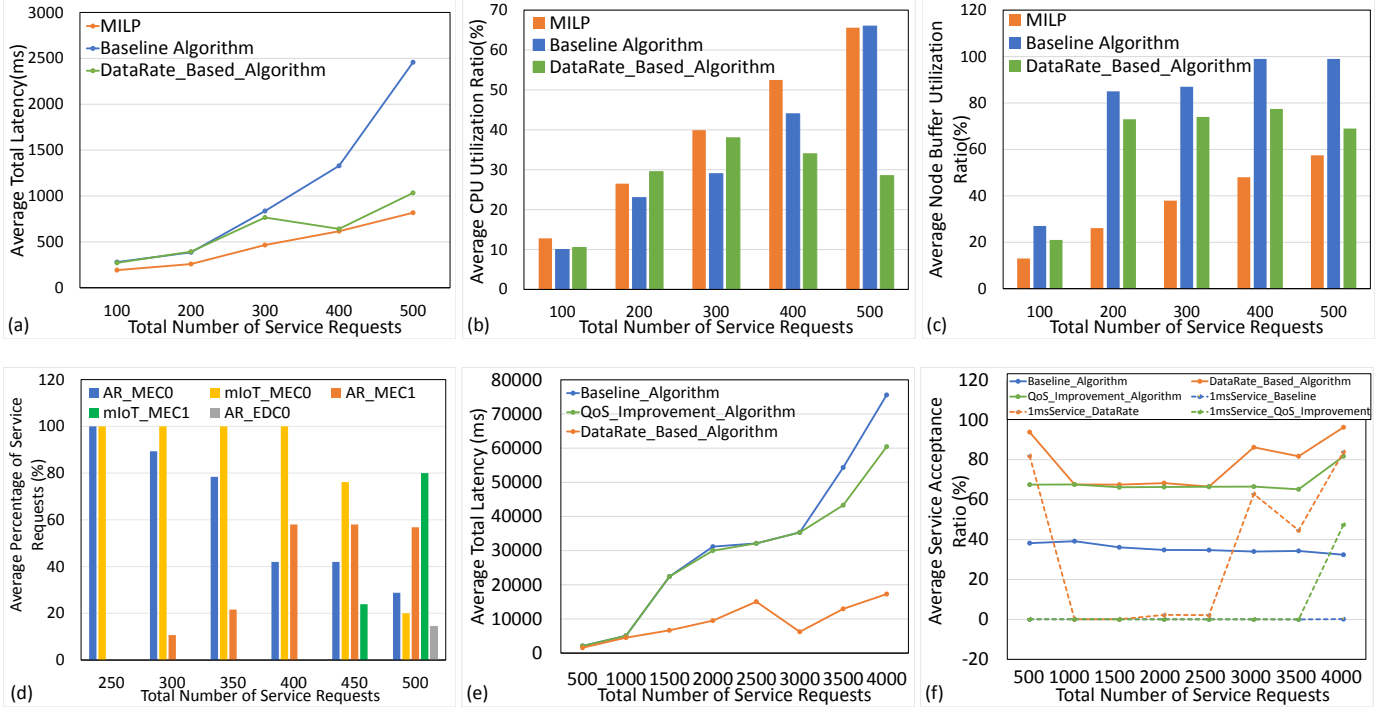 3000
2500
2000
1500
1000
500
0
Average Total Latency(ms)
MILP
Baseline Algorithm
DataRate_Based_Algorithm
100 200 300 400 500
Total Number of Service Requests
(a)
70
60
50
40
30
20
10
0
Average CPU Utilization Ratio(%)
MILP
Baseline Algorithm
DataRate_Based_Algorithm
100 200 300 400 500
Total Number of Service Requests
(b)
120
100
80
60
40
20
0
Average Node Buffer Utilization
Ratio(%)
MILP
Baseline Algorithm
DataRate_Based_Algorithm
100 200 300 400 500
Total Number of Service Requests
(c)
120
100
80
60
40
20
0
Average Percentage of Service
Requests (%)
AR_MEC0 mIoT_MEC0 AR_MEC1
mIoT_MEC1 AR_EDC0
250 300 350 400 450 500
Total Number of Service Requests
(d)
80000
70000
60000
50000
40000
30000
20000
10000
0
Average Total Latency (ms)
Baseline_Algorithm
QoS_Improvement_Algorithm
DataRate_Based_Algorithm
500 1000 1500 2000 2500 3000 3500 4000
Total Number of Service Requests
(e)
120
100
80
60
40
20
0
-20
Average Service Acceptance
Ratio (%)
Baseline_Algorithm DataRate_Based_Algorithm
QoS_Improvement_Algorithm 1msService_Baseline
1msService_DataRate 1msService_QoS_Improvement
500 1000 1500 2000 2500 3000 3500 4000
Total Number of Service Requests
(f)